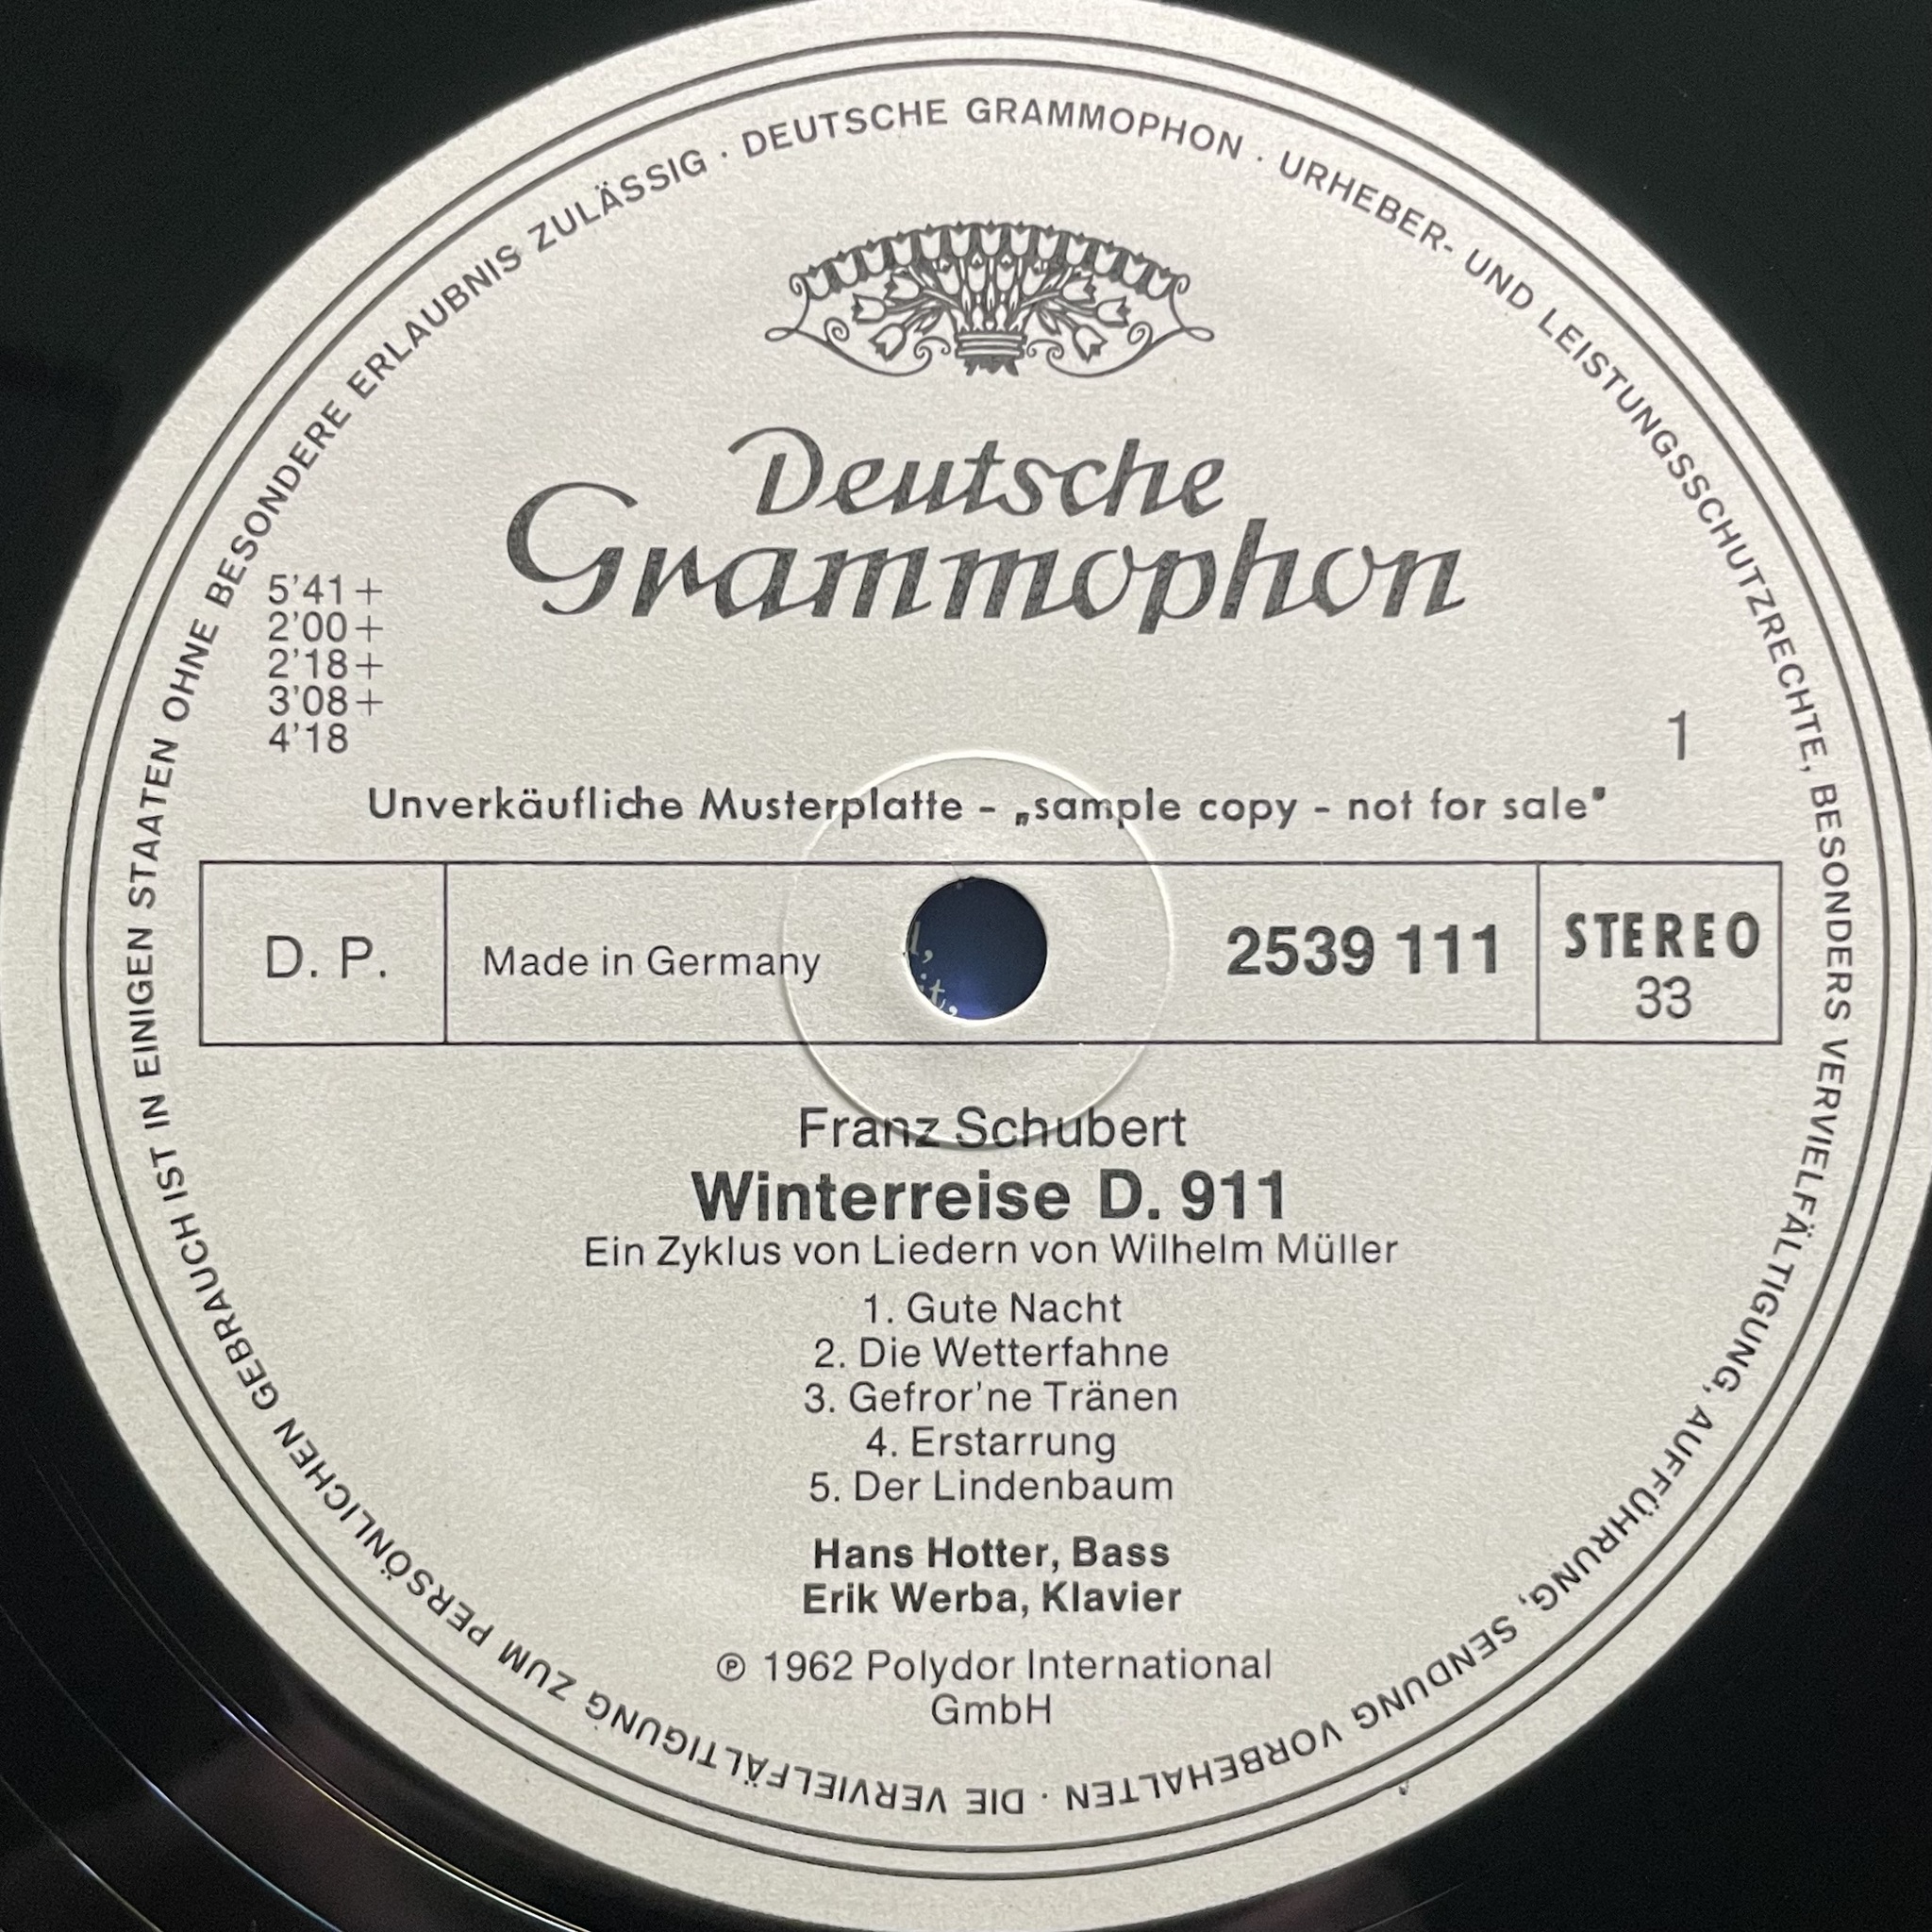 DEUTSCHE GRAMMOPHON · URHEBER- UND LEISTUNGSSCHUTZRECHTE, BESONDERS VERVIELFÄLTIGUNG, AUFFÜHRUNG, SENDUNG VORBEHALTEN · DIE VERVIELFÄLTIGUNG ZUM PERSÖNLICHEN GEBRAUCH IST IN EINIGEN STAATEN OHNE BESONDERE ERLAUBNIS ZULÄSSIG ·
Deutsche
Grammophon
5'41+
2'00+
2'18+
3'08+
4'18
1
Unverkäufliche Musterplatte - „sample copy - not for sale"
D. P.
Made in Germany
2539 111
STEREO
33
Franz Schubert
Winterreise D. 911
Ein Zyklus von Liedern von Wilhelm Müller
1. Gute Nacht
2. Die Wetterfahne
3. Gefror'ne Tränen
4. Erstarrung
5. Der Lindenbaum
Hans Hotter, Bass
Erik Werba, Klavier
℗ 1962 Polydor International
GmbH